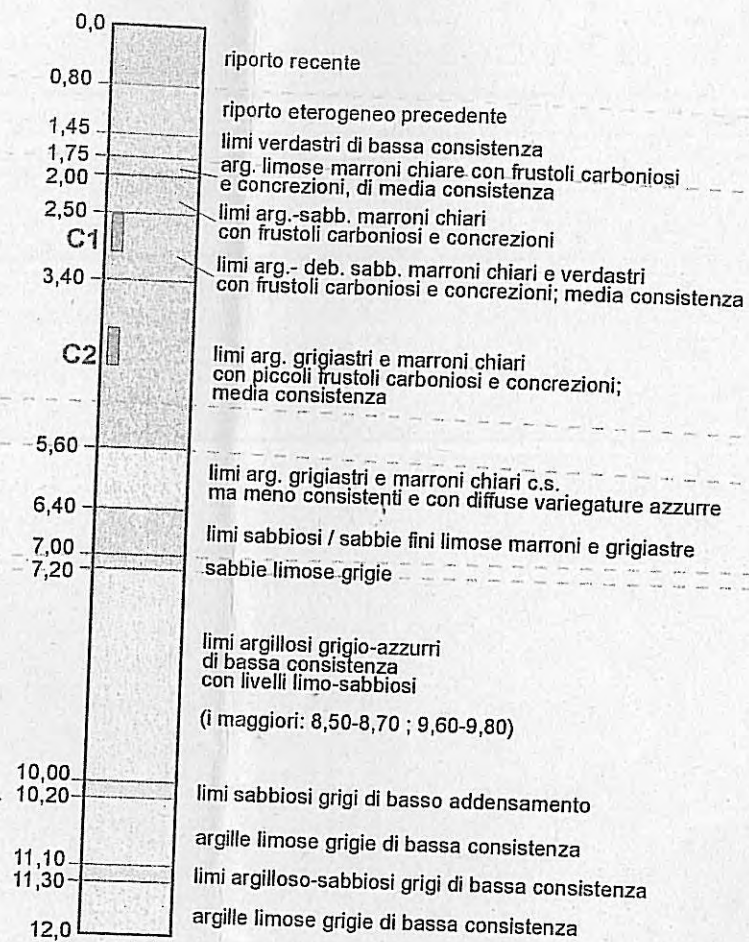 0,0
riporto recente
0,80
riporto eterogeneo precedente
1,45
limi verdastri di bassa consistenza
1,75
arg. limose marroni chiare con frustoli carboniosi
2,00
e concrezioni, di media consistenza
2,50
limi arg.-sabb. marroni chiari
con frustoli carboniosi e concrezioni
C1
limi arg.- deb. sabb. marroni chiari e verdastri
3,40
con frustoli carboniosi e concrezioni; media consistenza
C2
limi arg. grigiastri e marroni chiari
con piccoli frustoli carboniosi e concrezioni;
media consistenza
5,60
limi arg. grigiastri e marroni chiari c.s.
ma meno consistenti e con diffuse variegature azzurre
6,40
limi sabbiosi / sabbie fini limose marroni e grigiastre
7,00
7,20
sabbie limose grigie
limi argillosi grigio-azzurri
di bassa consistenza
con livelli limo-sabbiosi
(i maggiori: 8,50-8,70 ; 9,60-9,80)
10,00
10,20
limi sabbiosi grigi di basso addensamento
argille limose grigie di bassa consistenza
11,10
11,30
limi argilloso-sabbiosi grigi di bassa consistenza
argille limose grigie di bassa consistenza
12,0